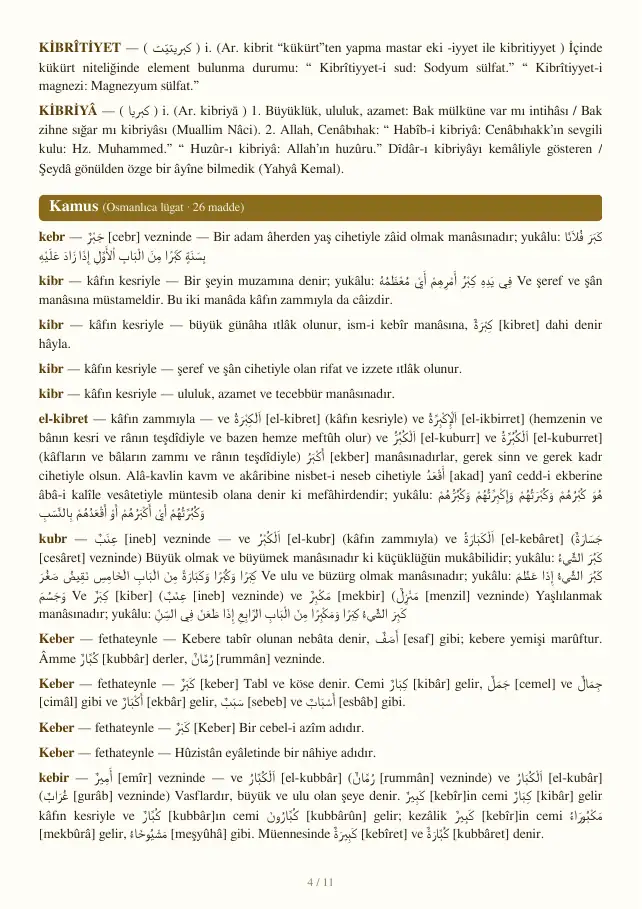 KİBRÎTİYET — ( كبريتيّت ) i. (Ar. kibrit “kükürt”ten yapma mastar eki -iyyet ile kibritiyyet ) İçinde
kükürt niteliğinde element bulunma durumu: “ Kibrîtiyyet-i sud: Sodyum sülfat.” “ Kibrîtiyyet-i
magnezi: Magnezyum sülfat.”
KİBRİYÂ — ( كبريا ) i. (Ar. kibriyā ) 1. Büyüklük, ululuk, azamet: Bak mülküne var mı intihâsı / Bak
zihne sığar mı kibriyâsı (Muallim Nâci). 2. Allah, Cenâbıhak: “ Habîb-i kibriyâ: Cenâbıhakk’ın sevgili
kulu: Hz. Muhammed.” “ Huzûr-ı kibriyâ: Allah’ın huzûru.” Dîdâr-ı kibriyâyı kemâliyle gösteren /
Şeydâ gönülden özge bir âyîne bilmedik (Yahyâ Kemal).
Kamus (Osmanlıca lügat · 26 madde)
kebr — جَبْرٌ [cebr] vezninde — Bir adam âherden yaş cihetiyle zâid olmak manâsınadır; yukâlu: كَبَرَ فُلَانًا
بِسَنَةٍ كَبْرًا مِنَ الْبَابِ الْأَوَّلِ إِذَا زَادَ عَلَيْهِ
kibr — kâfın kesriyle — Bir şeyin muzamına denir; yukâlu: فِي يَدِهِ كِبْرُ أَمْرِهِمْ أَيْ مُعْظَمُهُ Ve şeref ve şân
manâsına müstameldir. Bu iki manâda kâfın zammıyla da câizdir.
kibr — kâfın kesriyle — büyük günâha ıtlâk olunur, ism-i kebîr manâsına, كِبْرَةٌ [kibret] dahi denir
hâyla.
kibr — kâfın kesriyle — şeref ve şân cihetiyle olan rifat ve izzete ıtlâk olunur.
kibr — kâfın kesriyle — ululuk, azamet ve tecebbür manâsınadır.
el-kibret — kâfın zammıyla — ve اَلْكِبْرَةُ [el-kibret] (kâfın kesriyle) ve اَلْإِكْبِرَّةُ [el-ikbirret] (hemzenin ve
bânın kesri ve rânın teşdîdiyle ve bazen hemze meftûh olur) ve اَلْكُبُرُّ [el-kuburr] ve اَلْكُبُرَّةُ [el-kuburret]
(kâfların ve bâların zammı ve rânın teşdîdiyle) أَكْبَرُ [ekber] manâsınadırlar, gerek sinn ve gerek kadr
cihetiyle olsun. Alâ-kavlin kavm ve akâribine nisbet-i neseb cihetiyle أَقْعَدُ [akad] yanî cedd-i ekberine
âbâ-i kalîle vesâtetiyle müntesib olana denir ki mefâhirdendir; yukâlu: هُوَ كُبْرُهُمْ وَكُبْرَتُهُمْ وَإِكْبِرَّتُهُمْ وَكُبُرُّهُمْ
وَكُبُرَّتُهُمْ أَيْ أَكْبَرُهُمْ أَوْ أَقْعَدُهُمْ بِالنَّسَبِ
kubr — عِنَبٌ [ineb] vezninde — ve اَلْكُبْرُ [el-kubr] (kâfın zammıyla) ve اَلْكَبَارَةُ [el-kebâret] (جَسَارَةٌ
[cesâret] vezninde) Büyük olmak ve büyümek manâsınadır ki küçüklüğün mukâbilidir; yukâlu: كَبُرَ الشَّيْءُ
كِبَرًا وَكُبْرًا وَكَبَارَةً مِنَ الْبَابِ الْخَامِسِ نَقِيضُ صَغُرَ Ve ulu ve büzürg olmak manâsınadır; yukâlu: كَبُرَ الشَّيْءُ إِذَا عَظُمَ
وَجَسُمَ Ve كِبَرٌ [kiber] (عِنَبٌ [ineb] vezninde) ve مَكْبِرٌ [mekbir] (مَنْزِلٌ [menzil] vezninde) Yaşlılanmak
manâsınadır; yukâlu: كَبِرَ الشَّيْءُ كِبَرًا وَمَكْبِرًا مِنَ الْبَابِ الرَّابِعِ إِذَا طَعَنَ فِي السِّنِّ
Keber — fethateynle — Kebere tabîr olunan nebâta denir, أَصَفٌ [esaf] gibi; kebere yemişi marûftur.
Âmme كُبَّارٌ [kubbâr] derler, رُمَّانٌ [rummân] vezninde.
Keber — fethateynle — كَبَرٌ [keber] Tabl ve köse denir. Cemi كِبَارٌ [kibâr] gelir, جَمَلٌ [cemel] ve جِمَالٌ
[cimâl] gibi ve أَكْبَارٌ [ekbâr] gelir, سَبَبٌ [sebeb] ve أَسْبَابٌ [esbâb] gibi.
Keber — fethateynle — كَبَرٌ [Keber] Bir cebel-i azîm adıdır.
Keber — fethateynle — Hûzistân eyâletinde bir nâhiye adıdır.
kebir — أَمِيرٌ [emîr] vezninde — ve اَلْكُبَّارُ [el-kubbâr] (رُمَّانٌ [rummân] vezninde) ve اَلْكُبَارُ [el-kubâr]
(غُرَابٌ [gurâb] vezninde) Vasflardır, büyük ve ulu olan şeye denir. كَبِيرٌ [kebîr]in cemi كِبَارٌ [kibâr] gelir
kâfın kesriyle ve كُبَّارٌ [kubbâr]ın cemi كُبَّارُونَ [kubbârûn] gelir; kezâlik كَبِيرٌ [kebîr]in cemi مَكْبُورَاءُ
[mekbûrâ] gelir, مَشْيُوخَاءُ [meşyûhâ] gibi. Müennesinde كَبِيرَةٌ [kebîret] ve كُبَّارَةٌ [kubbâret] denir.
4 / 11